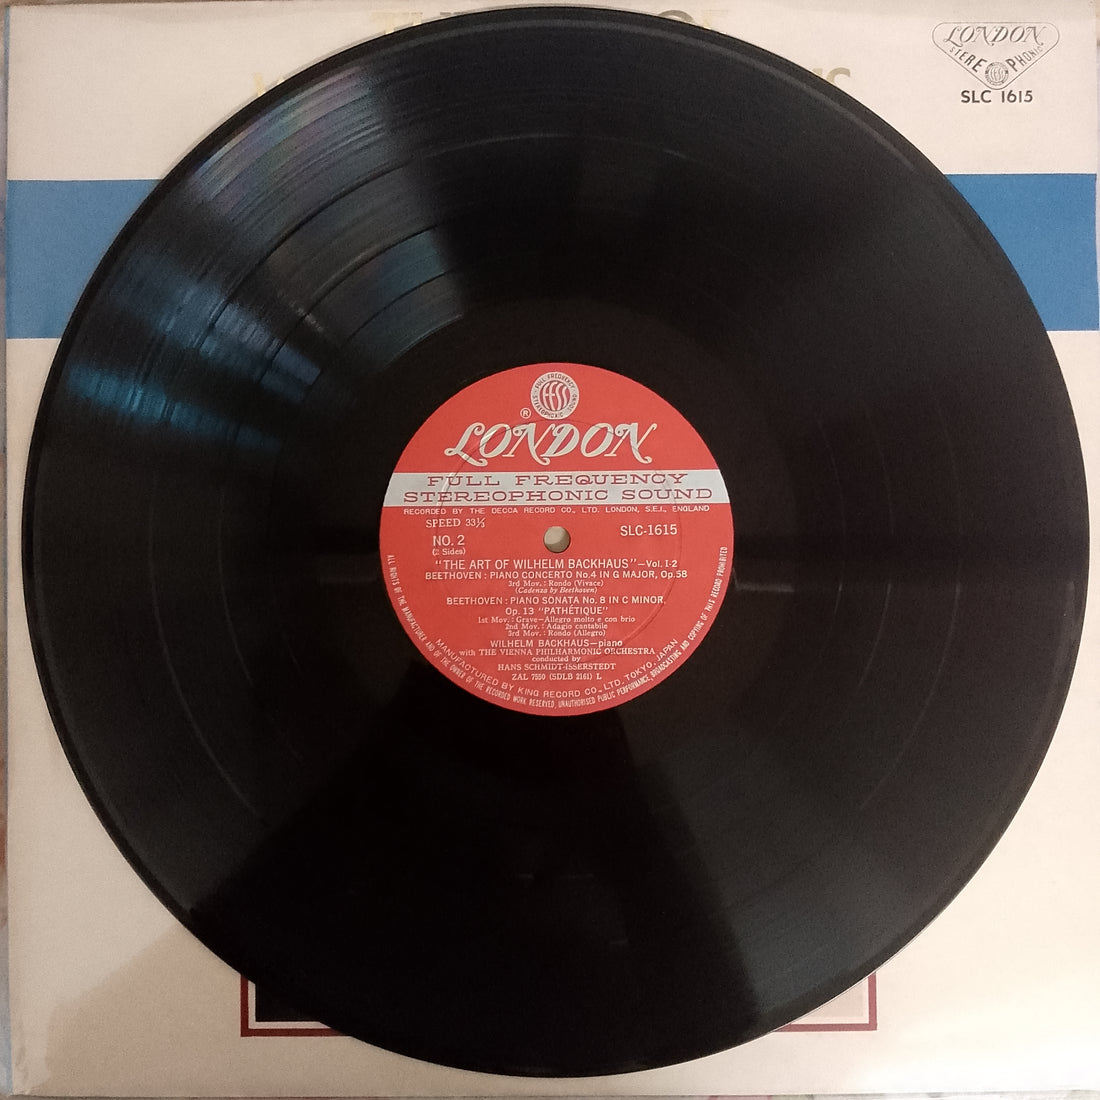 LONDON
STEREOPHONIC
SLC 1615
FULL FREQUENCY
STEREOPHONIC SOUND
ffss
®
LONDON
FULL FREQUENCY
STEREOPHONIC SOUND
RECORDED BY THE DECCA RECORD CO., LTD. LONDON, S.E.I., ENGLAND
SPEED 33⅓
SLC-1615
NO. 2
(2 Sides)
"THE ART OF WILHELM BACKHAUS"—Vol. I-2
BEETHOVEN : PIANO CONCERTO No. 4 IN G MAJOR, Op. 58
3rd Mov. : Rondo (Vivace)
(Cadenza by Beethoven)
BEETHOVEN : PIANO SONATA No. 8 IN C MINOR,
Op. 13 "PATHÉTIQUE"
1st Mov. : Grave—Allegro molto e con brio
2nd Mov. : Adagio cantabile
3rd Mov. : Rondo (Allegro)
WILHELM BACKHAUS—piano
with THE VIENNA PHILHARMONIC ORCHESTRA
conducted by
HANS SCHMIDT-ISSERSTEDT
ZAL 7550 (SDLB 2161) L
MANUFACTURED BY KING RECORD CO., LTD. TOKYO, JAPAN
ALL RIGHTS OF THE MANUFACTURER AND OF THE OWNER OF THE RECORDED WORK RESERVED, UNAUTHORISED PUBLIC PERFORMANCE, BROADCASTING AND COPYING OF THIS RECORD PROHIBITED